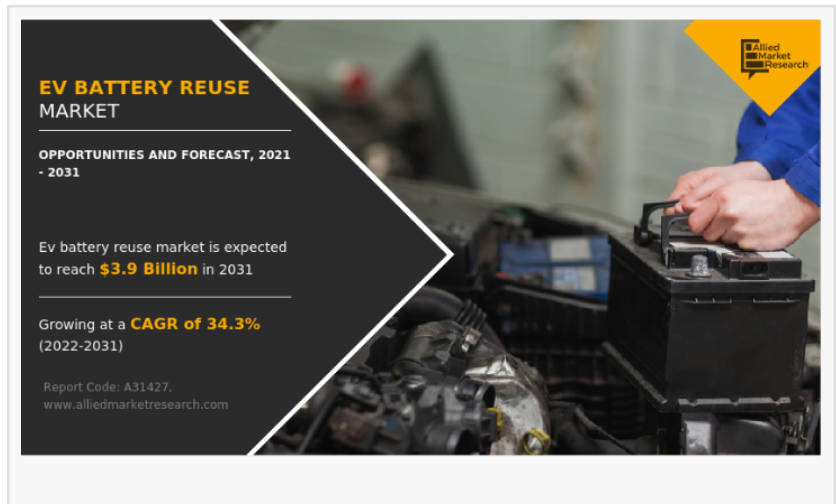 EV BATTERY REUSE
MARKET
OPPORTUNITIES AND FORECAST, 2021
- 2031
Ev battery reuse market is expected
to reach $3.9 Billion in 2031
Growing at a CAGR of 34.3%
(2022-2031)
Report Code: A31427,
www.alliedmarketresearch.com
Allied
Market
Research